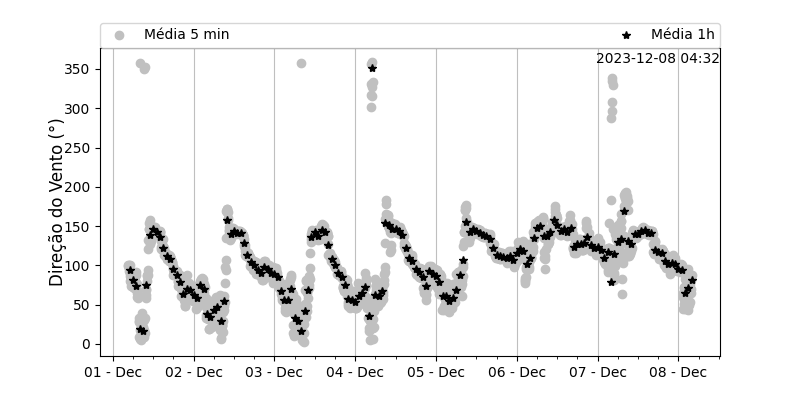 Média 5 min
Média 1h
2023-12-08 04:32
Direção do Vento (°)
350
300
250
200
150
100
50
0
01 - Dec
02 - Dec
03 - Dec
04 - Dec
05 - Dec
06 - Dec
07 - Dec
08 - Dec